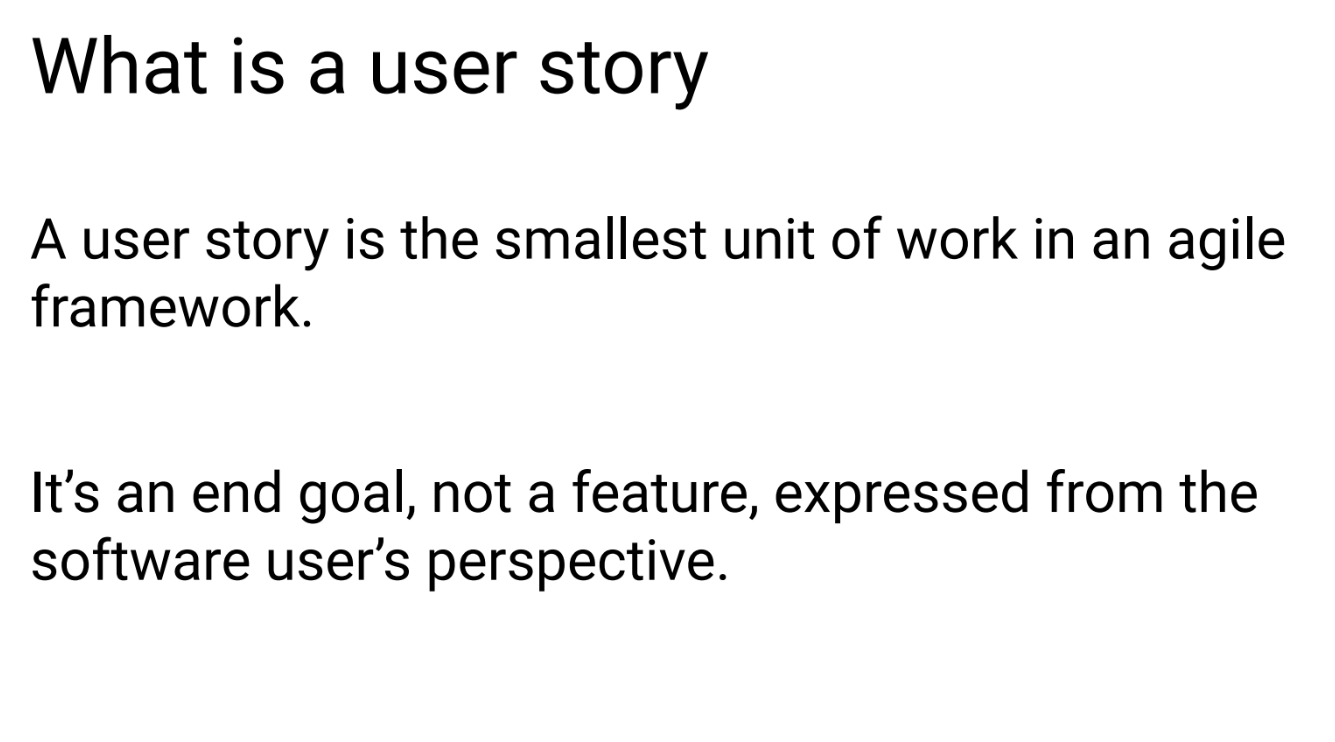 What is a user story
A user story is the smallest unit of work in an agile
framework.
It’s an end goal, not a feature, expressed from the
software user’s perspective.